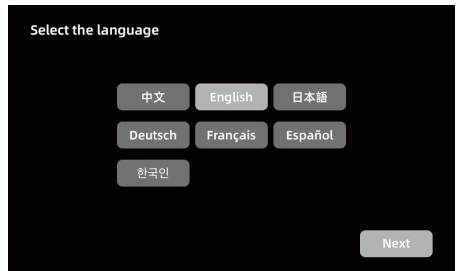 Select the language
中文 English 日本語
Deutsch Français Español
한국인
Next